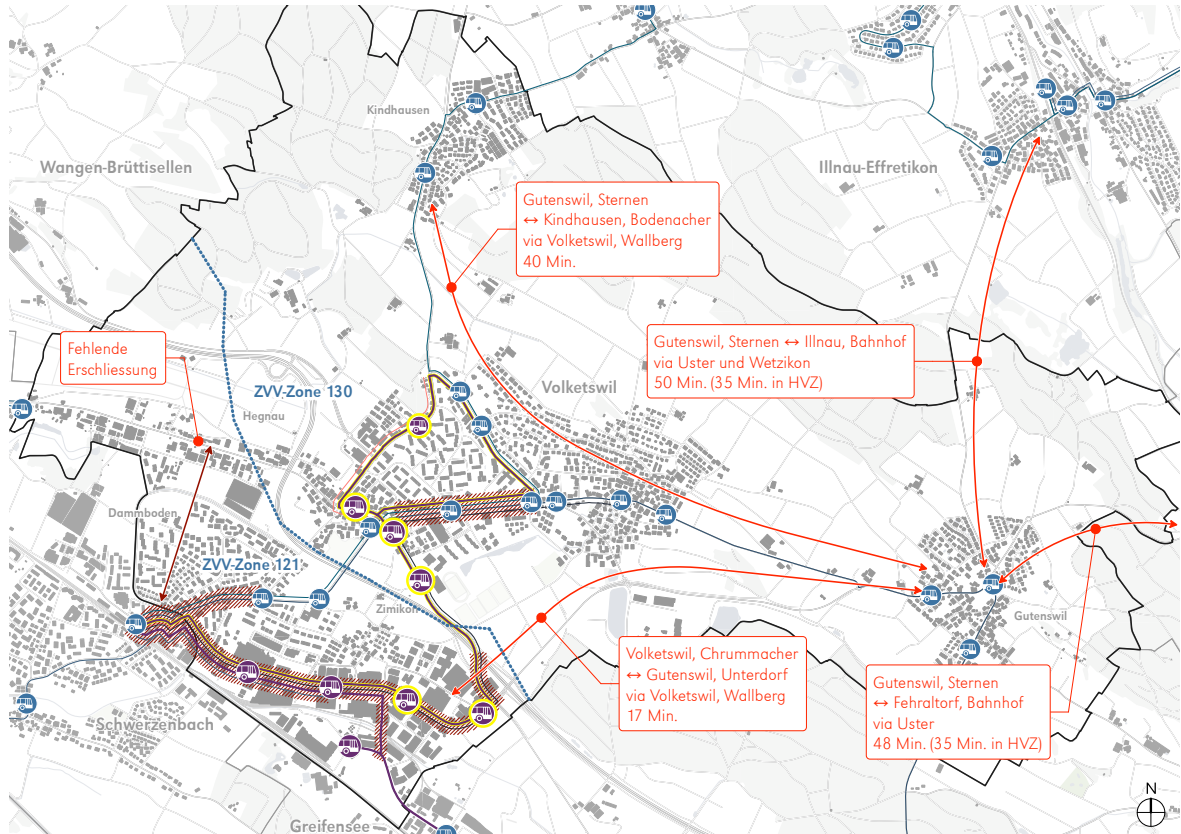 Kindhausen
Wangen-Brüttisellen
Illnau-Effretikon
Gutenswil, Sternen
↔ Kindhausen, Bodenacher
via Volketswil, Wallberg
40 Min.
Fehlende
Erschliessung
Gutenswil, Sternen ↔ Illnau, Bahnhof
via Uster und Wetzikon
50 Min. (35 Min. in HVZ)
ZVV-Zone 130
Volketswil
Hegnau
Dammboden
ZVV-Zone 121
Zimikon
Gutenswil
Volketswil, Chrummacher
↔ Gutenswil, Unterdorf
via Volketswil, Wallberg
17 Min.
Gutenswil, Sternen
↔ Fehraltorf, Bahnhof
via Uster
48 Min. (35 Min. in HVZ)
Schwerzenbach
Greifensee
N